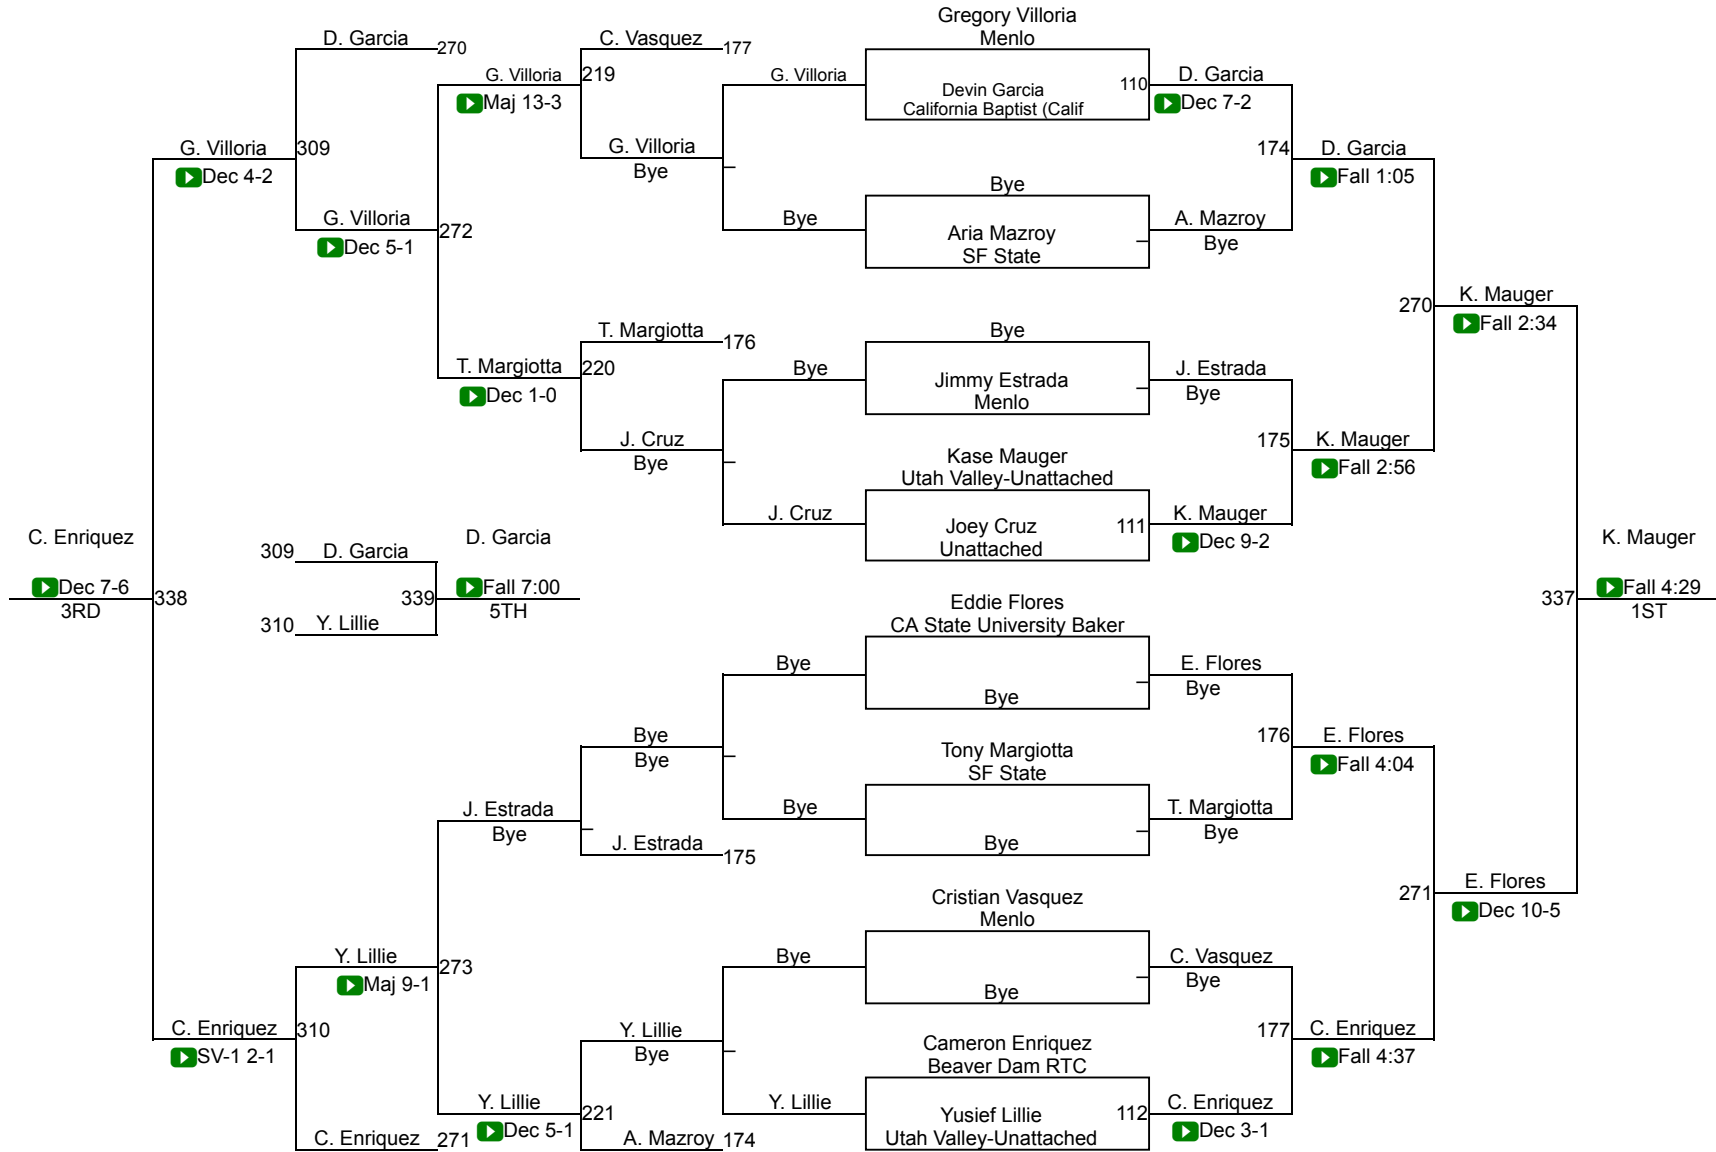 Gregory Villoria
Menlo
D. Garcia
270
C. Vasquez
177
G. Villoria
219
Maj 13-3
G. Villoria
Devin Garcia
California Baptist (Calif
110
D. Garcia
Dec 7-2
G. Villoria
309
Dec 4-2
G. Villoria
Bye
174
D. Garcia
Fall 1:05
Bye
G. Villoria
272
Dec 5-1
Bye
Aria Mazroy
SF State
A. Mazroy
Bye
270
K. Mauger
Fall 2:34
T. Margiotta
176
Bye
T. Margiotta
220
Dec 1-0
Bye
Jimmy Estrada
Menlo
J. Estrada
Bye
J. Cruz
Bye
Kase Mauger
Utah Valley-Unattached
175
K. Mauger
Fall 2:56
J. Cruz
Joey Cruz
Unattached
111
K. Mauger
Dec 9-2
C. Enriquez
Dec 7-6
3RD
338
309
D. Garcia
310
Y. Lillie
339
D. Garcia
Fall 7:00
5TH
K. Mauger
337
Fall 4:29
1ST
Eddie Flores
CA State University Baker
Bye
Bye
E. Flores
Bye
Bye
Bye
Tony Margiotta
SF State
176
E. Flores
Fall 4:04
J. Estrada
Bye
Bye
Bye
T. Margiotta
Bye
J. Estrada
175
Cristian Vasquez
Menlo
271
E. Flores
Dec 10-5
Y. Lillie
273
Maj 9-1
Bye
Bye
C. Vasquez
Bye
C. Enriquez
310
SV-1 2-1
Y. Lillie
Bye
Cameron Enriquez
Beaver Dam RTC
177
C. Enriquez
Fall 4:37
Y. Lillie
221
Dec 5-1
Y. Lillie
Yusief Lillie
Utah Valley-Unattached
112
C. Enriquez
Dec 3-1
C. Enriquez
271
A. Mazroy
174